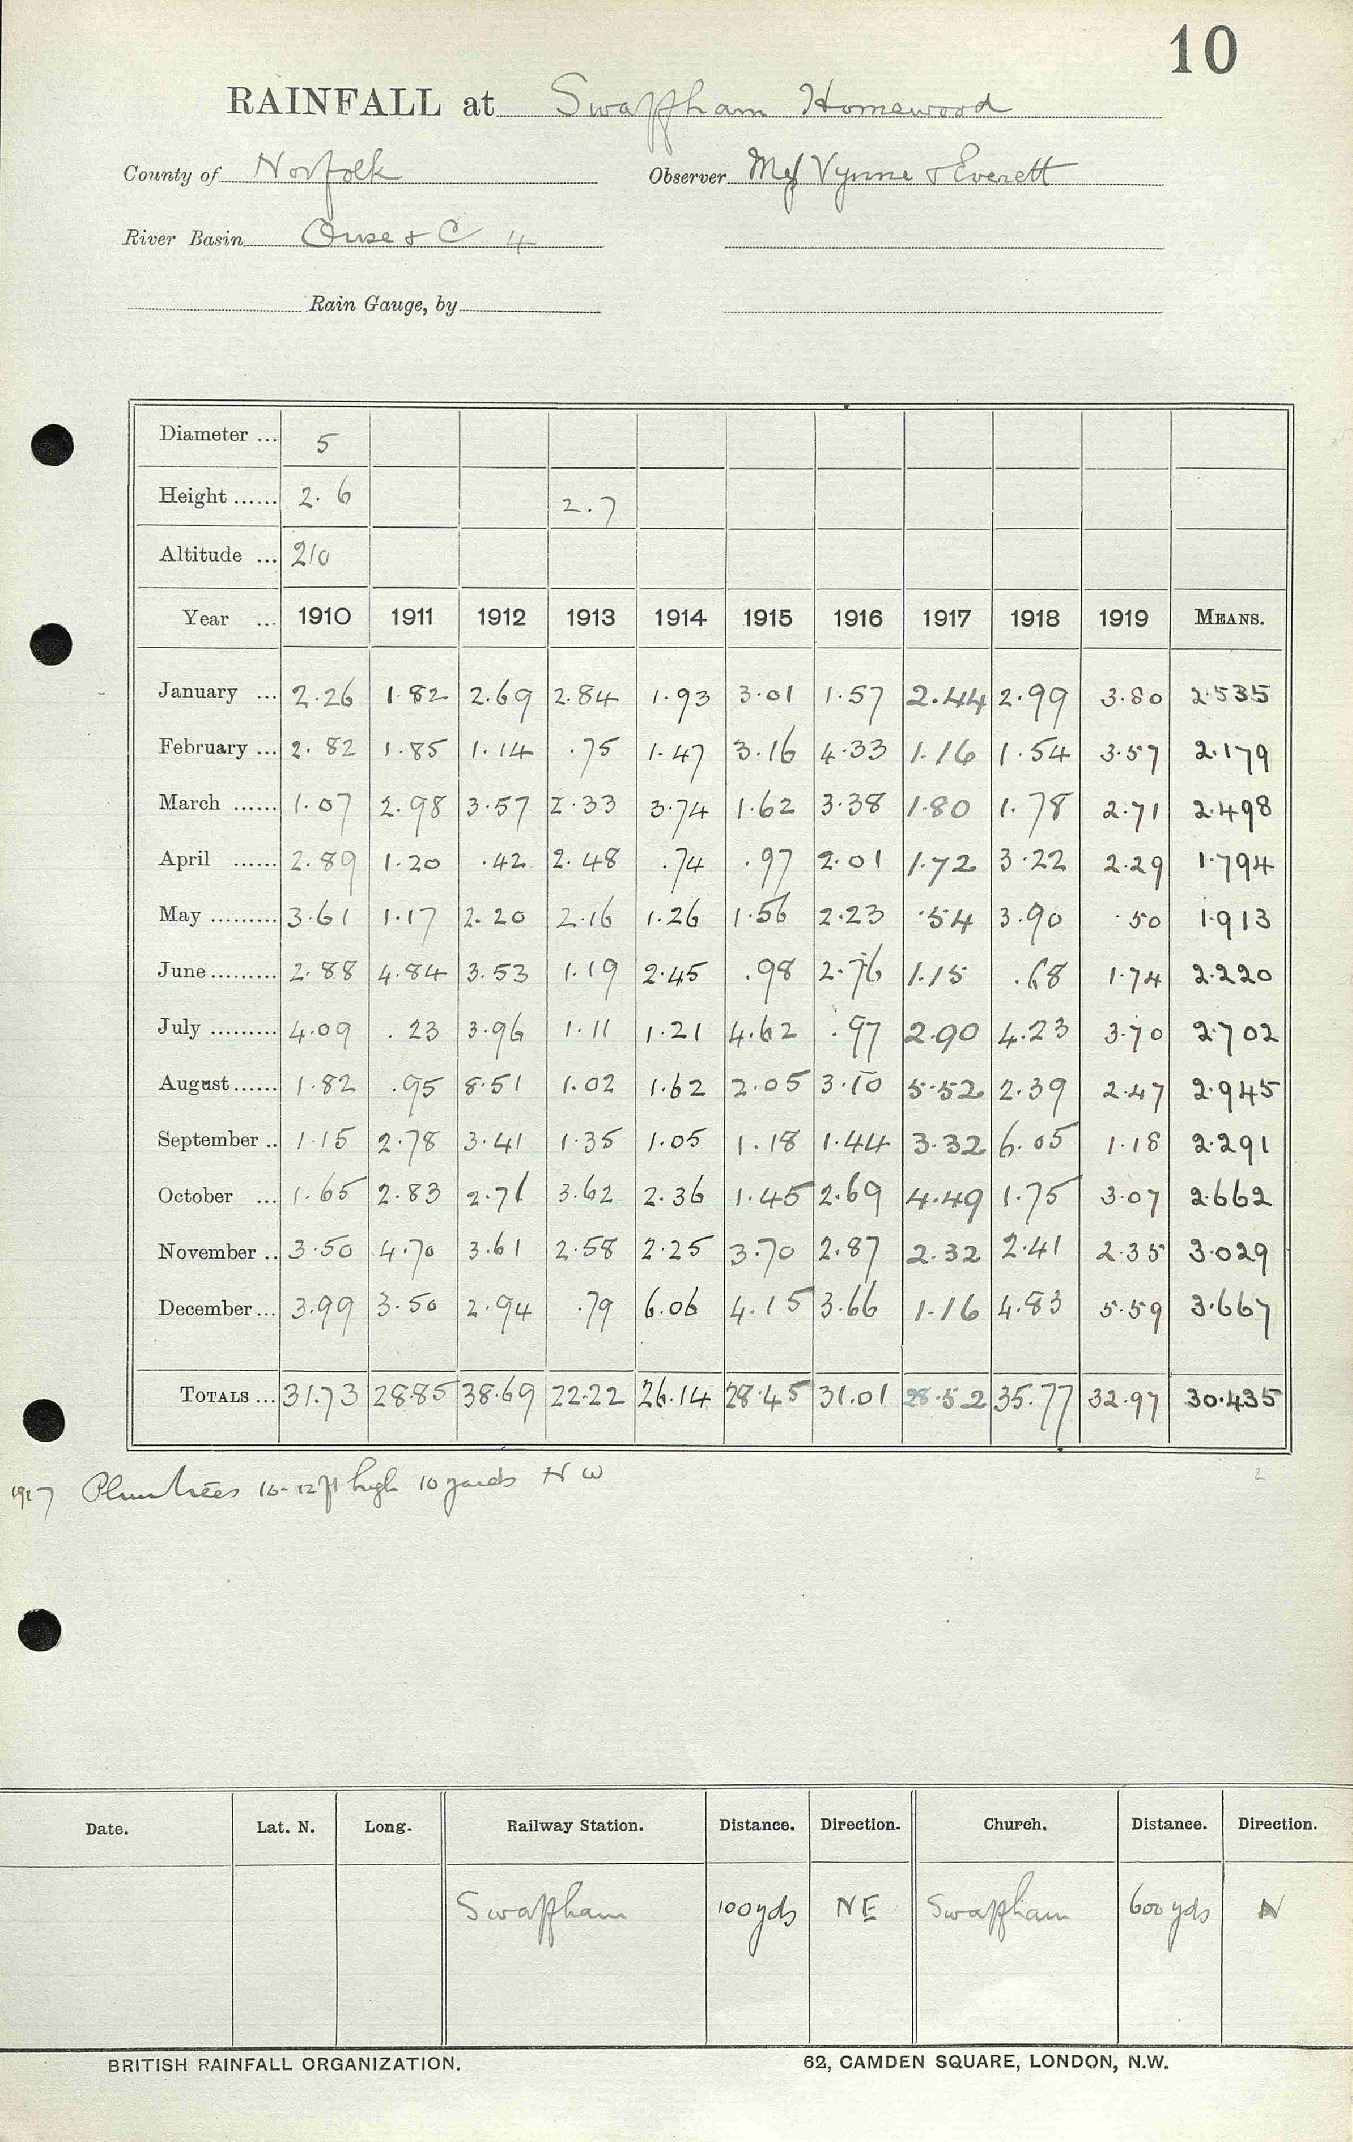 10
RAINFALL at Swaffham Homewood
County of Norfolk Observer Vynne & Everett
River Basin Ouse & C 4
Rain Gauge, by
Diameter ... 5
Height ...... 2.6 2.7
Altitude ... 210
Year ... 1910 1911 1912 1913 1914 1915 1916 1917 1918 1919 MEANS.
January ... 2.26 1.82 2.69 2.84 1.93 3.01 1.57 2.44 2.99 3.80 2.535
February ... 2.82 1.85 1.14 .75 1.47 3.16 4.33 1.16 1.54 3.57 2.179
March ...... 1.07 2.98 3.57 2.33 3.74 1.62 3.38 1.80 1.78 2.71 2.498
April ...... 2.89 1.20 .42 2.48 .74 .97 2.01 1.72 3.22 2.29 1.794
May ......... 3.61 1.17 2.20 2.16 1.26 1.56 2.23 .54 3.90 .50 1.913
June ......... 2.88 4.84 3.53 1.19 2.45 .98 2.76 1.15 .68 1.74 2.220
July ......... 4.09 .23 3.96 1.11 1.21 4.62 .97 2.90 4.23 3.70 2.702
August ...... 1.82 .95 8.51 1.02 1.62 2.05 3.10 5.52 2.39 2.47 2.945
September .. 1.15 2.78 3.41 1.35 1.05 1.18 1.44 3.32 6.05 1.18 2.291
October ... 1.65 2.83 2.71 3.62 2.36 1.45 2.69 4.49 1.75 3.07 2.662
November .. 3.50 4.70 3.61 2.58 2.25 3.70 2.87 2.32 2.41 2.35 3.029
December ... 3.99 3.50 2.94 .79 6.06 4.15 3.66 1.16 4.83 5.59 3.667
TOTALS ... 31.73 28.85 38.69 22.22 26.14 28.45 31.01 28.52 35.77 32.97 30.435
1917 Plum trees 10-12 ft high 10 yards N W 2
Date. Lat. N. Long. Railway Station. Distance. Direction. Church. Distance. Direction.
Swaffham 100 yds NE Swaffham 600 yds N
BRITISH RAINFALL ORGANIZATION. 62, CAMDEN SQUARE, LONDON, N.W.